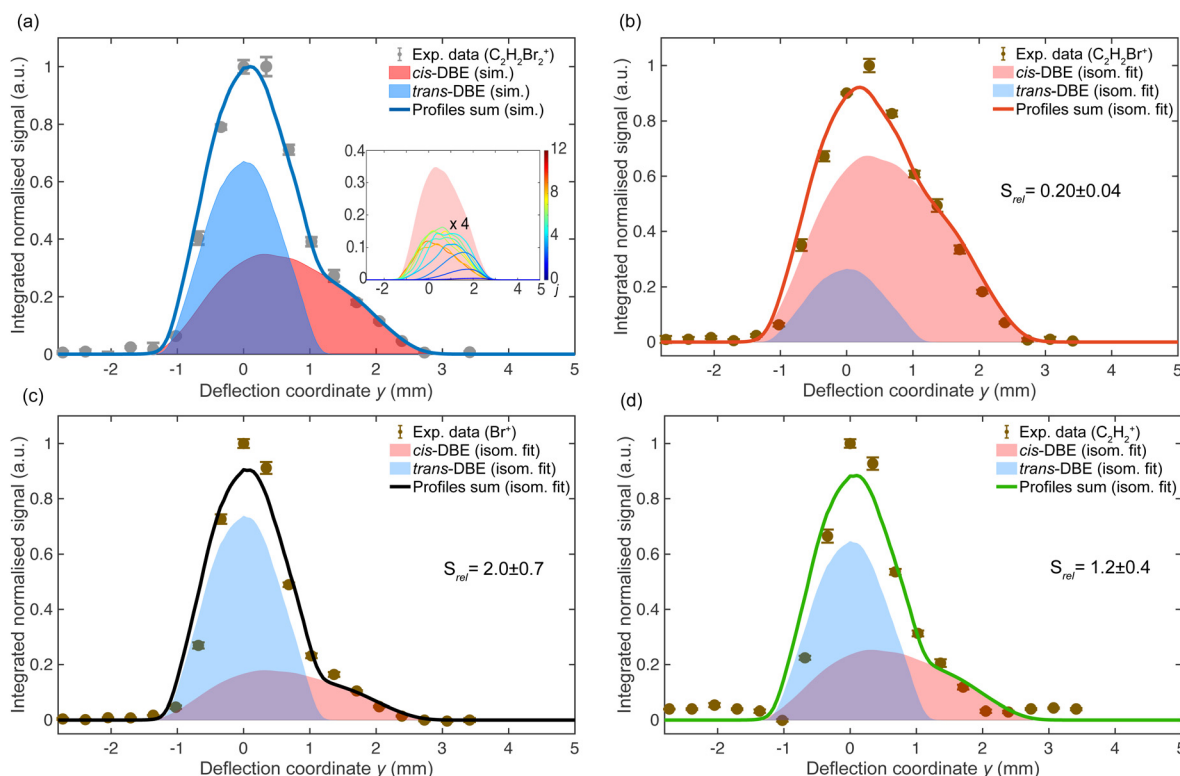 (a)
Integrated normalised signal (a.u.)
1
0.8
0.6
0.4
0.2
0
-2 -1 0 1 2 3 4 5
Deflection coordinate y (mm)
Exp. data (C₂H₂Br₂⁺)
cis-DBE (sim.)
trans-DBE (sim.)
Profiles sum (sim.)
0.4
0.3
0.2
0.1
0
-2 0 2 5
x 4
12
8
4
0
j
(b)
Integrated normalised signal (a.u.)
1
0.8
0.6
0.4
0.2
0
-2 -1 0 1 2 3 4 5
Deflection coordinate y (mm)
Exp. data (C₂H₂Br⁺)
cis-DBE (isom. fit)
trans-DBE (isom. fit)
Profiles sum (isom. fit)
S_rel = 0.20±0.04
(c)
Integrated normalised signal (a.u.)
1
0.8
0.6
0.4
0.2
0
-2 -1 0 1 2 3 4 5
Deflection coordinate y (mm)
Exp. data (Br⁺)
cis-DBE (isom. fit)
trans-DBE (isom. fit)
Profiles sum (isom. fit)
S_rel = 2.0±0.7
(d)
Integrated normalised signal (a.u.)
1
0.8
0.6
0.4
0.2
0
-2 -1 0 1 2 3 4 5
Deflection coordinate y (mm)
Exp. data (C₂H₂⁺)
cis-DBE (isom. fit)
trans-DBE (isom. fit)
Profiles sum (isom. fit)
S_rel = 1.2±0.4